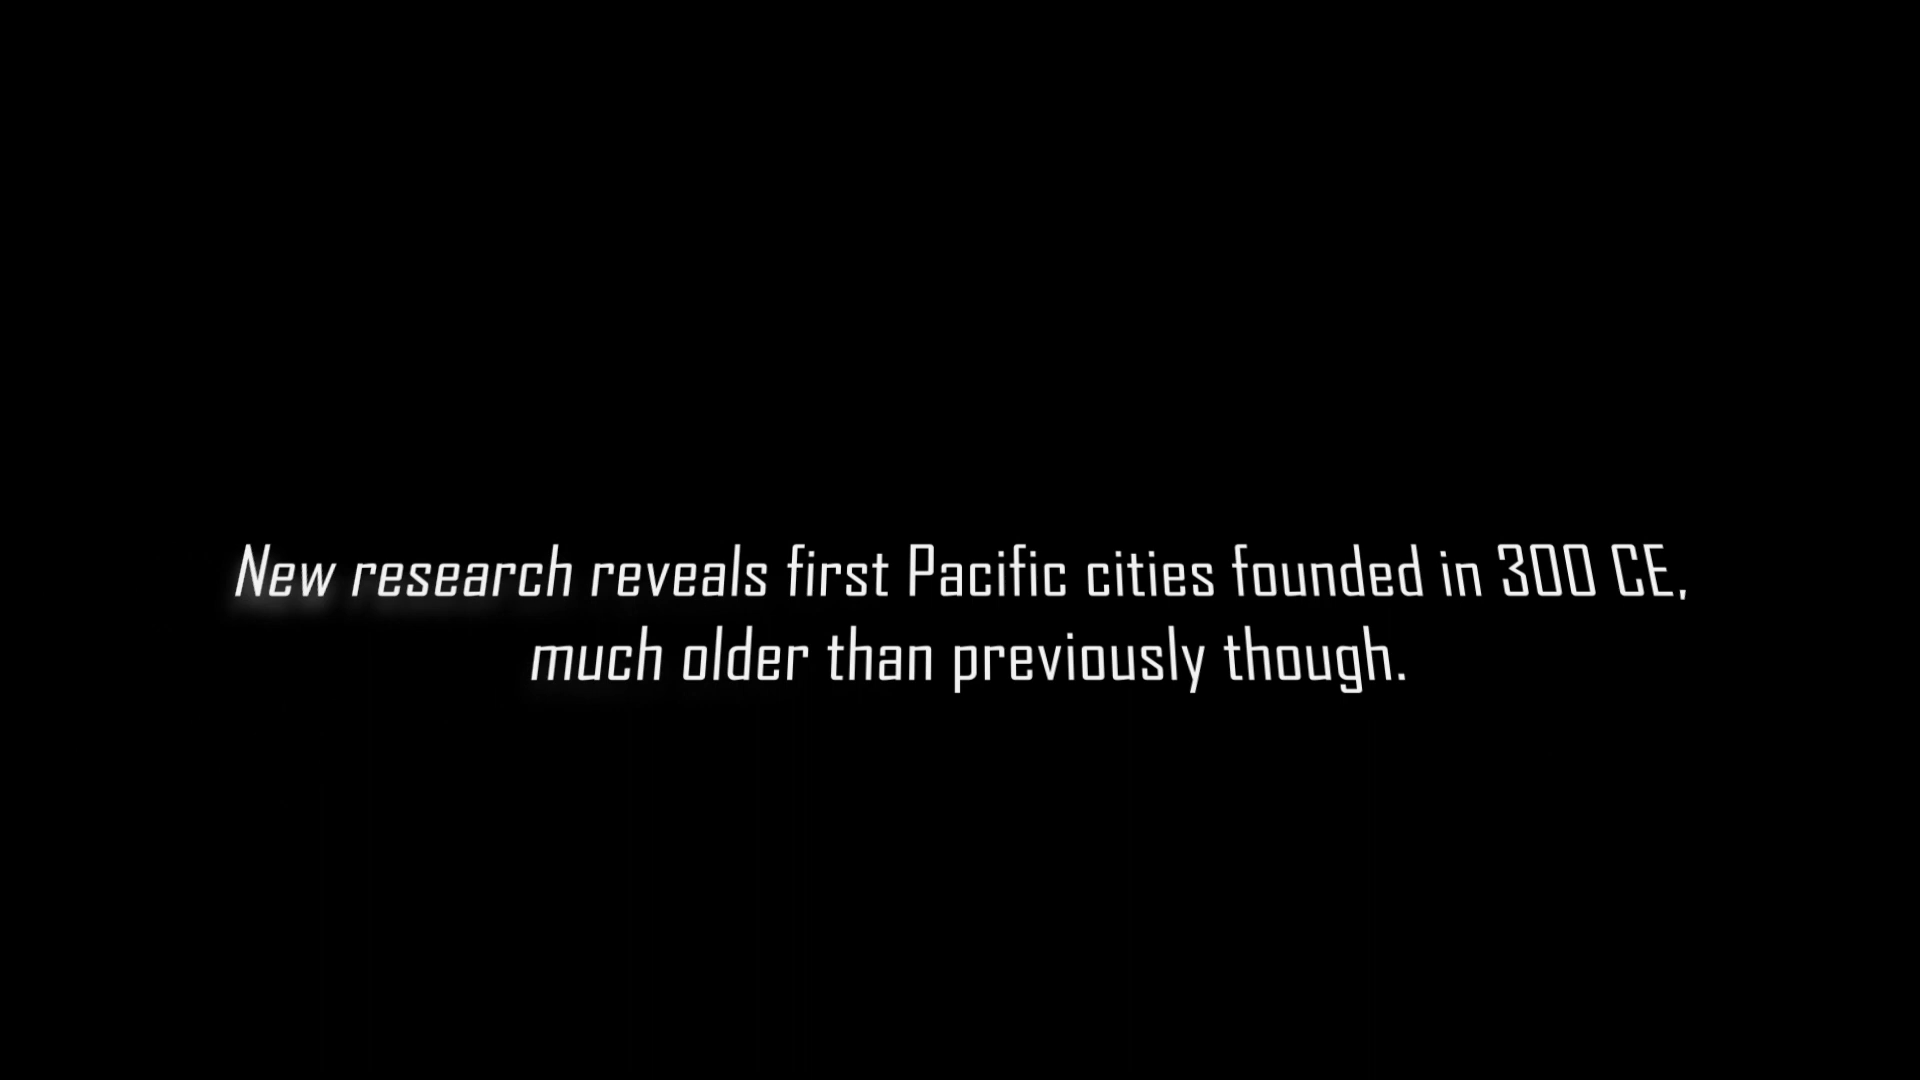 New research reveals first Pacific cities founded in 300 CE,
much older than previously though.